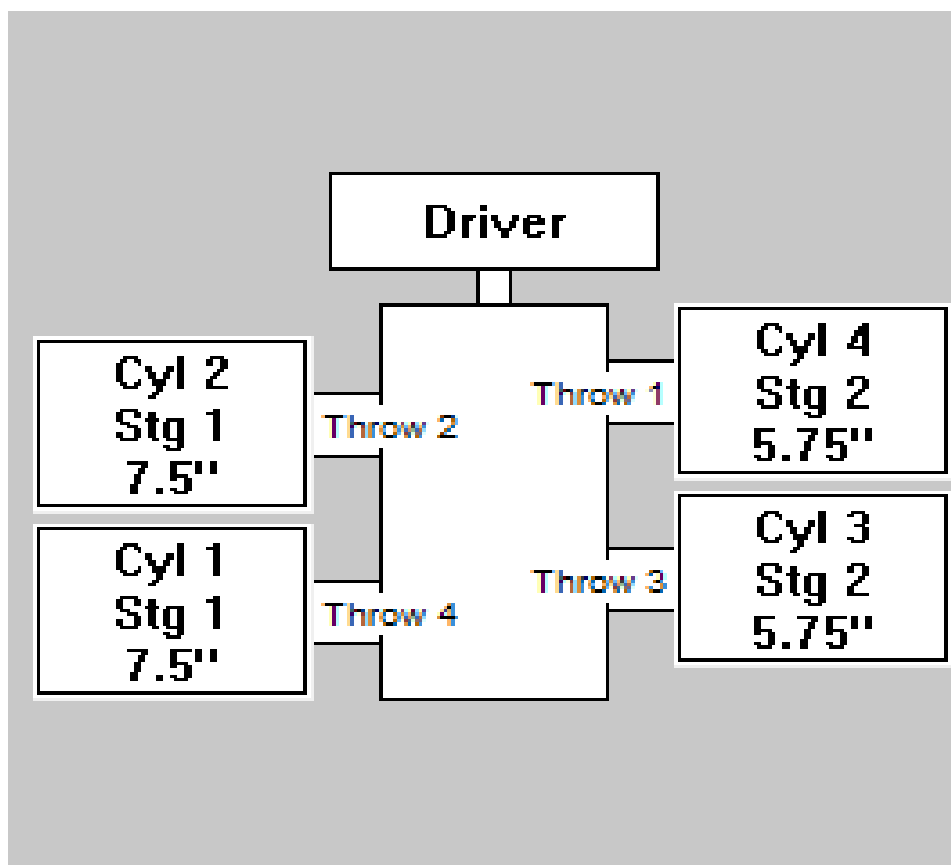 Driver
Cyl 2
Stg 1
7.5"
Throw 2
Throw 1
Cyl 4
Stg 2
5.75"
Cyl 1
Stg 1
7.5"
Throw 4
Throw 3
Cyl 3
Stg 2
5.75"